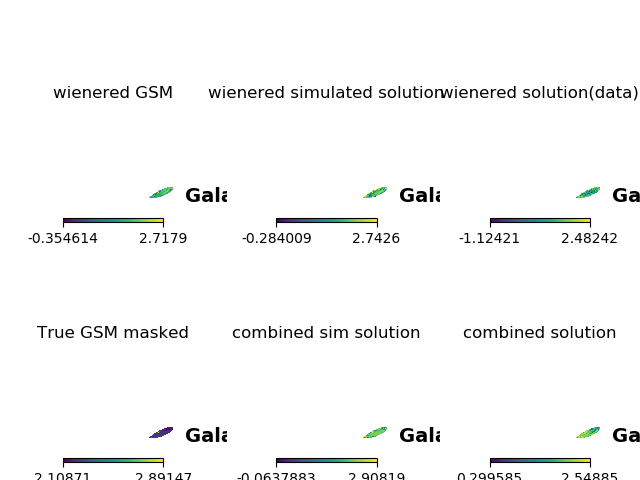 wienered GSM wienered simulated solution wienered solution(data)
Gala Gala Ga
-0.354614 2.7179 -0.284009 2.7426 -1.12421 2.48242
True GSM masked combined sim solution combined solution
Gala Gala Ga
2.10871 2.89147 -0.0637883 2.90819 0.299585 2.54885